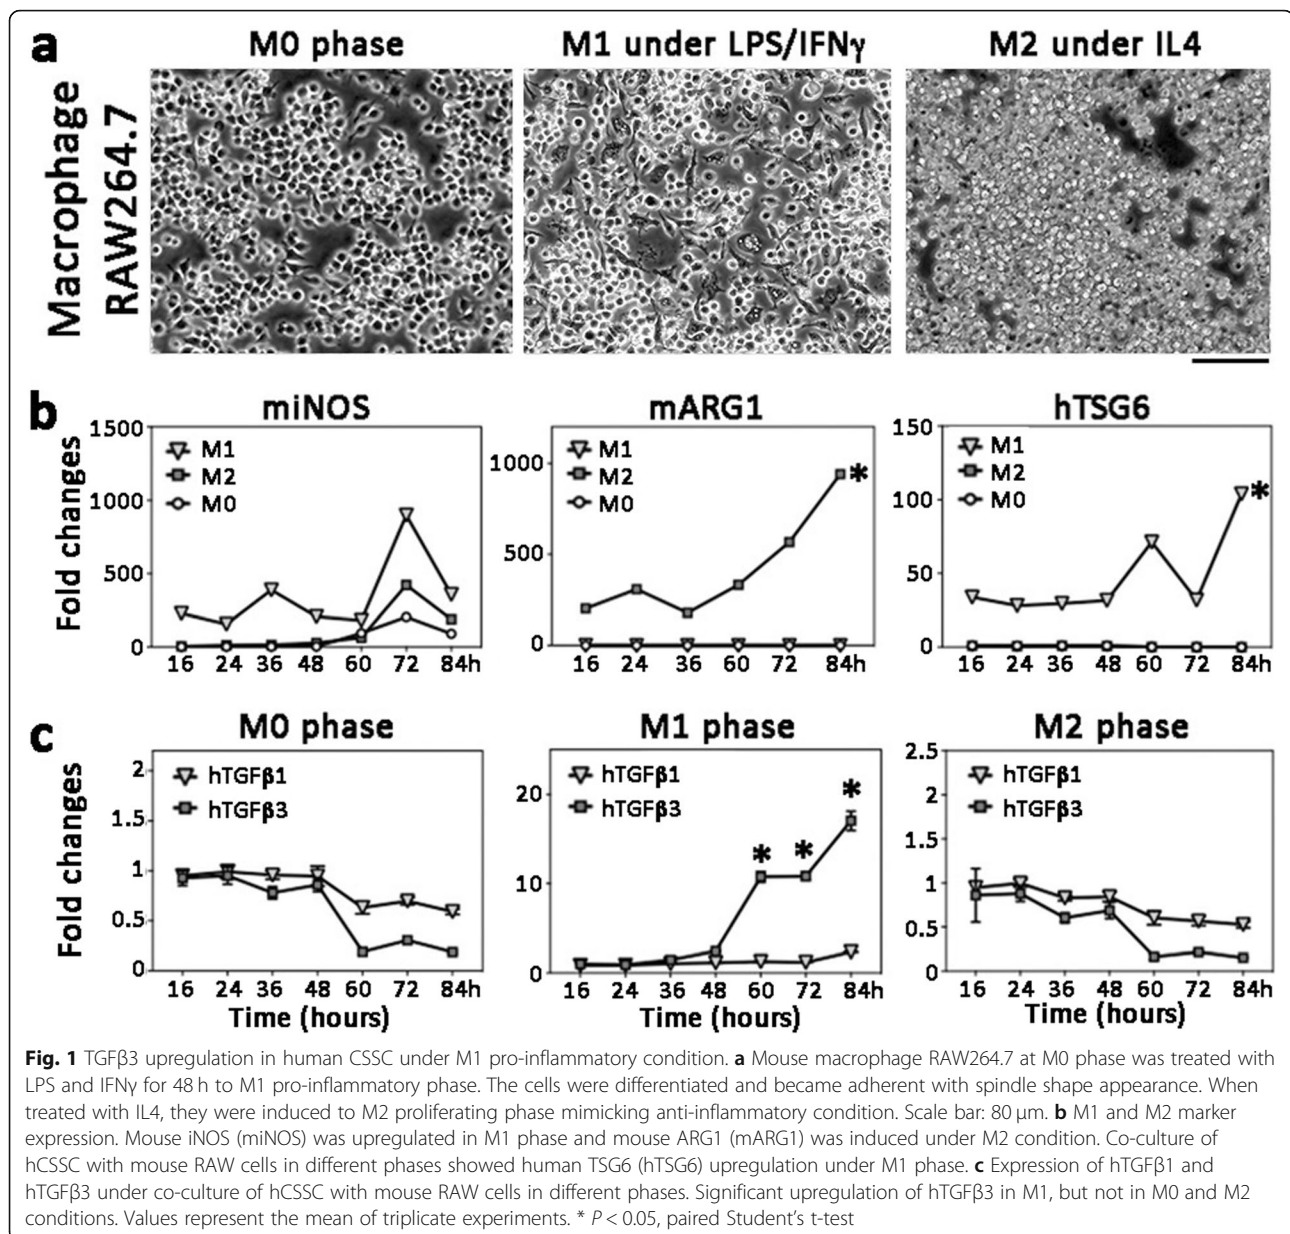 a
M0 phase
M1 under LPS/IFNγ
M2 under IL4
Macrophage
RAW264.7
b
miNOS
mARG1
hTSG6
Fold changes
1500
1000
500
0
M1
M2
M0
16 24 36 48 60 72 84h
1000
500
0
M1
M2
M0
16 24 36 60 72 84h
150
100
50
0
M1
M2
M0
16 24 36 48 60 72 84h
*
*
c
M0 phase
M1 phase
M2 phase
Fold changes
2
1.5
1
0.5
0
hTGFβ1
hTGFβ3
16 24 36 48 60 72 84h
Time (hours)
20
10
0
hTGFβ1
hTGFβ3
* * *
16 24 36 48 60 72 84h
Time (hours)
2.5
2
1.5
1
0.5
0
hTGFβ1
hTGFβ3
16 24 36 48 60 72 84h
Time (hours)
Fig. 1 TGFβ3 upregulation in human CSSC under M1 pro-inflammatory condition. a Mouse macrophage RAW264.7 at M0 phase was treated with
LPS and IFNγ for 48 h to M1 pro-inflammatory phase. The cells were differentiated and became adherent with spindle shape appearance. When
treated with IL4, they were induced to M2 proliferating phase mimicking anti-inflammatory condition. Scale bar: 80 μm. b M1 and M2 marker
expression. Mouse iNOS (miNOS) was upregulated in M1 phase and mouse ARG1 (mARG1) was induced under M2 condition. Co-culture of
hCSSC with mouse RAW cells in different phases showed human TSG6 (hTSG6) upregulation under M1 phase. c Expression of hTGFβ1 and
hTGFβ3 under co-culture of hCSSC with mouse RAW cells in different phases. Significant upregulation of hTGFβ3 in M1, but not in M0 and M2
conditions. Values represent the mean of triplicate experiments. * P < 0.05, paired Student's t-test